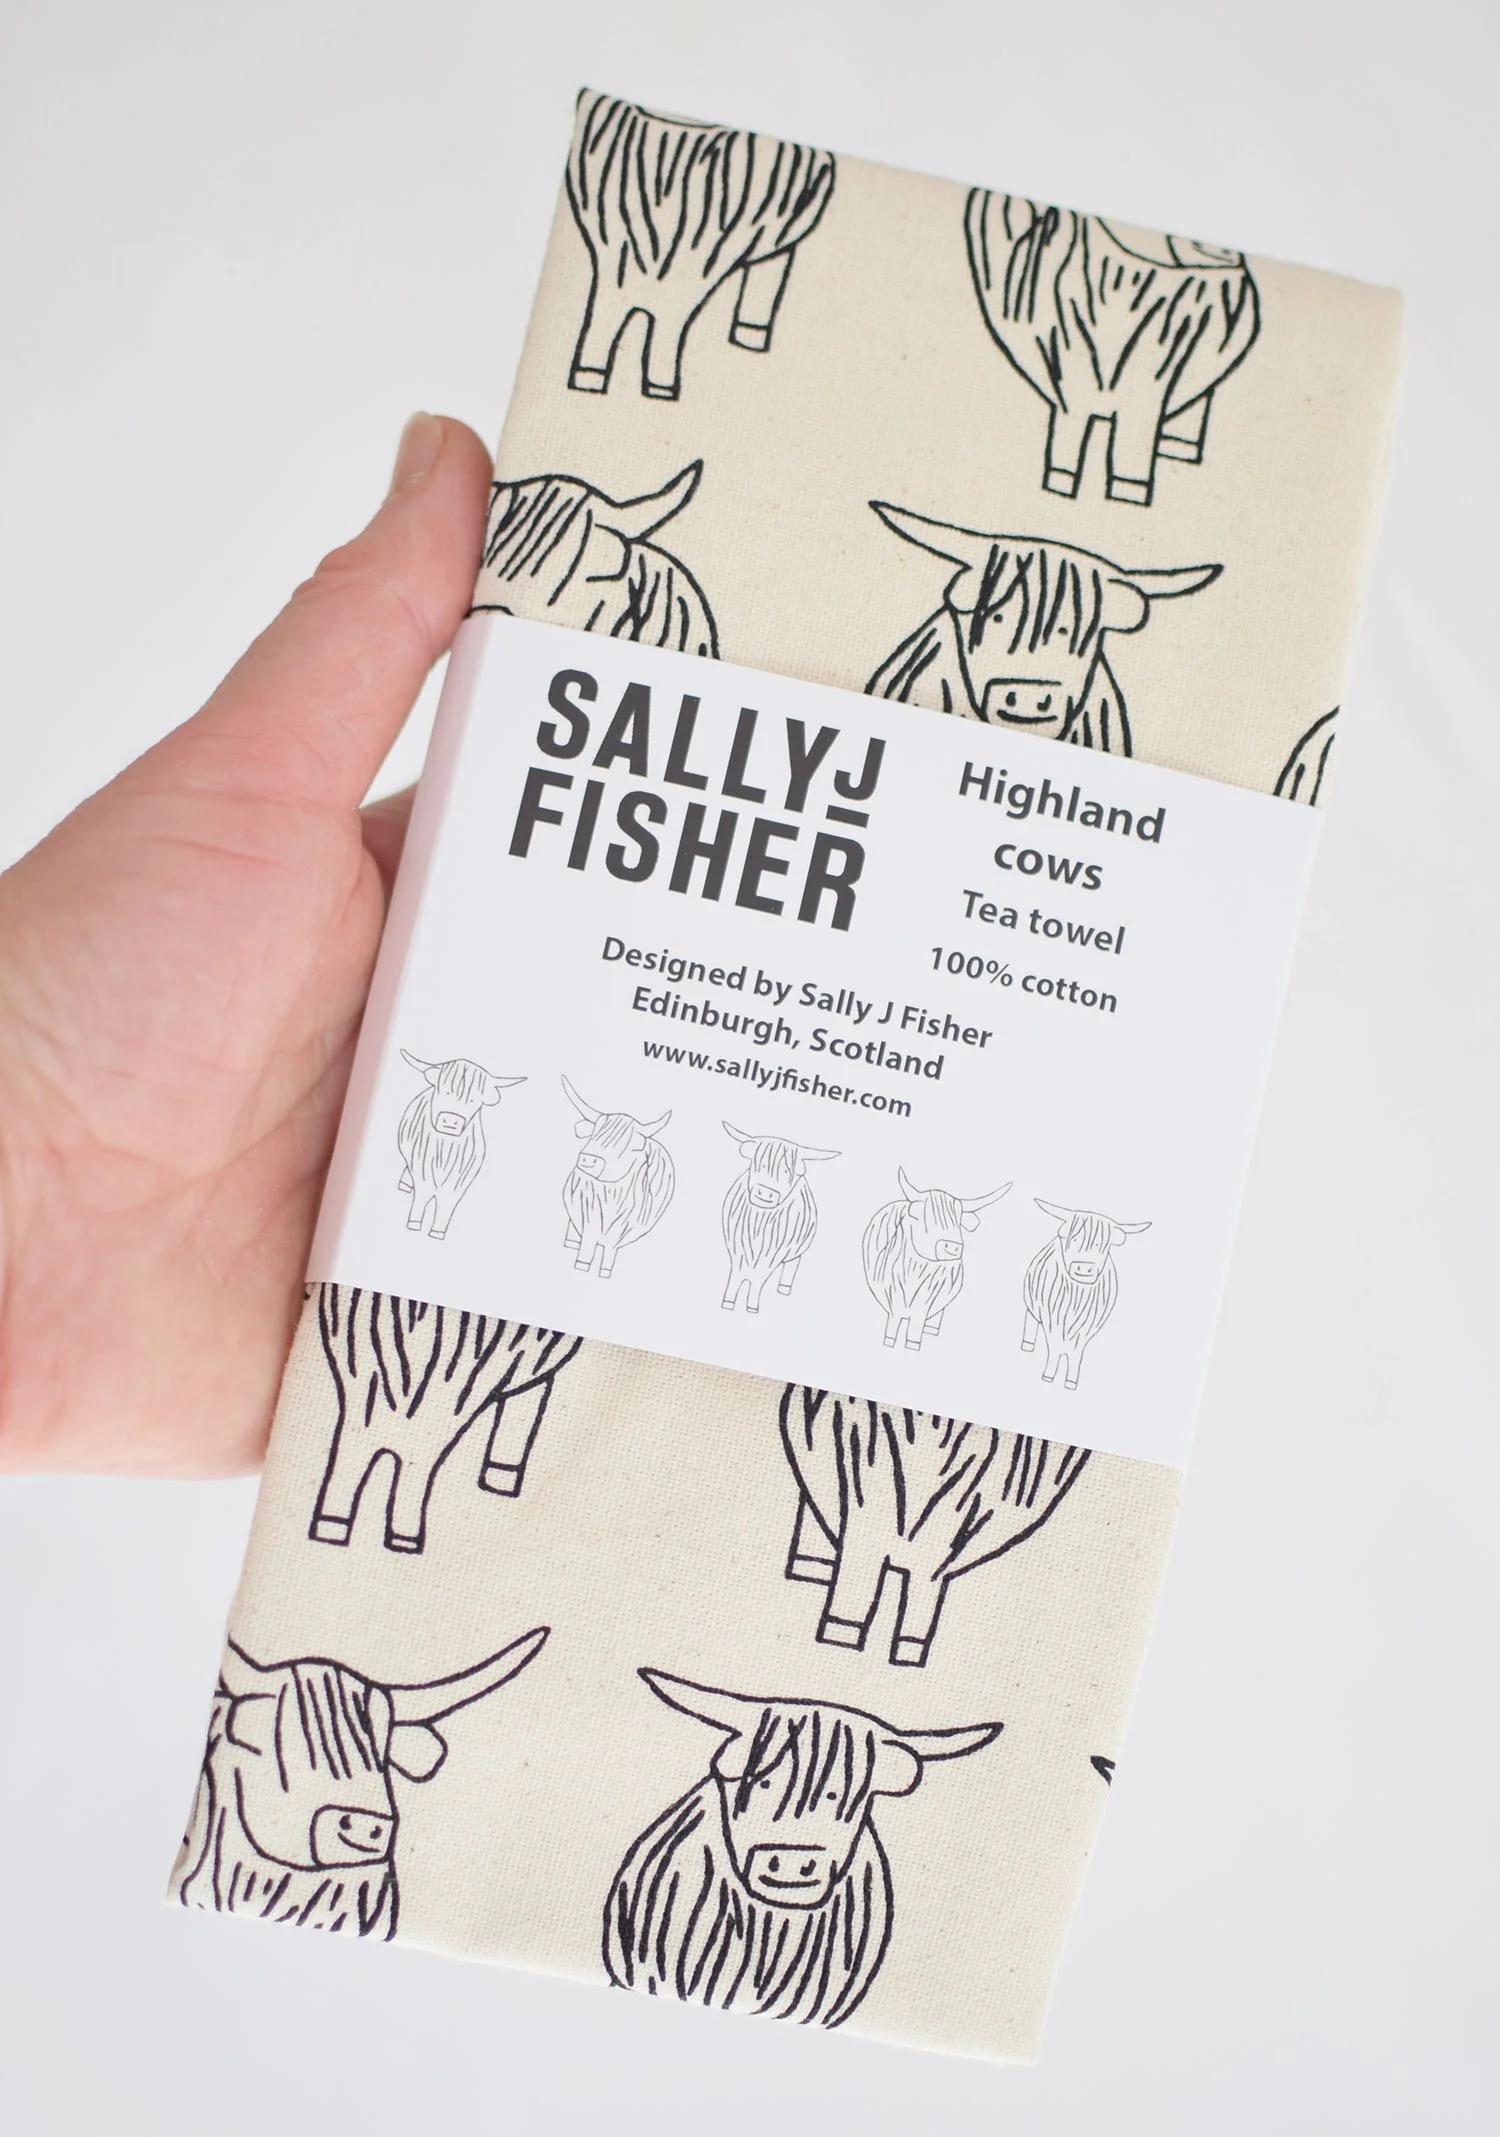 SALLYJ
FISHER
Highland
cows
Tea towel
100% cotton
Designed by Sally J Fisher
Edinburgh, Scotland
www.sallyjfisher.com